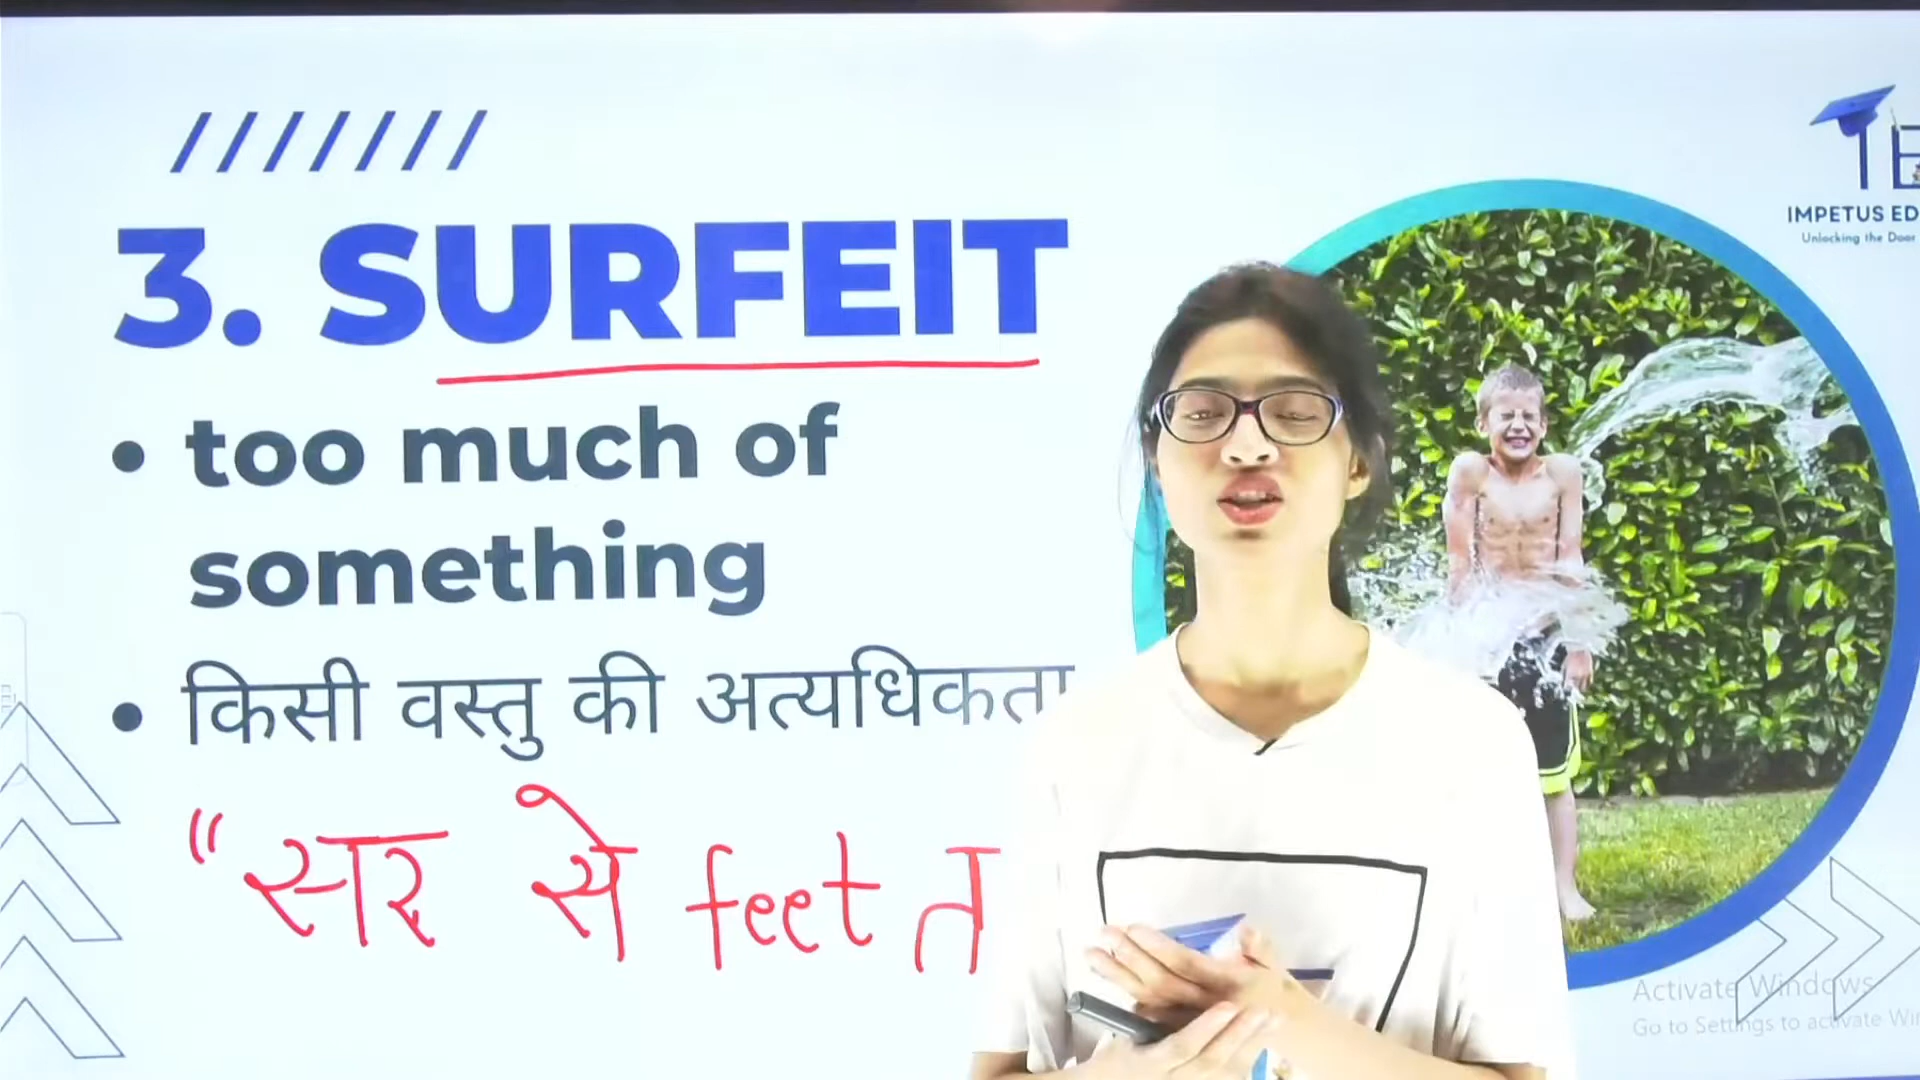 IMPETUS ED
Unlocking the Door
3. SURFEIT
• too much of
something
• किसी वस्तु की अत्यधिकता
"सर से feet त
Activate Windows
Go to Settings to activate Wi